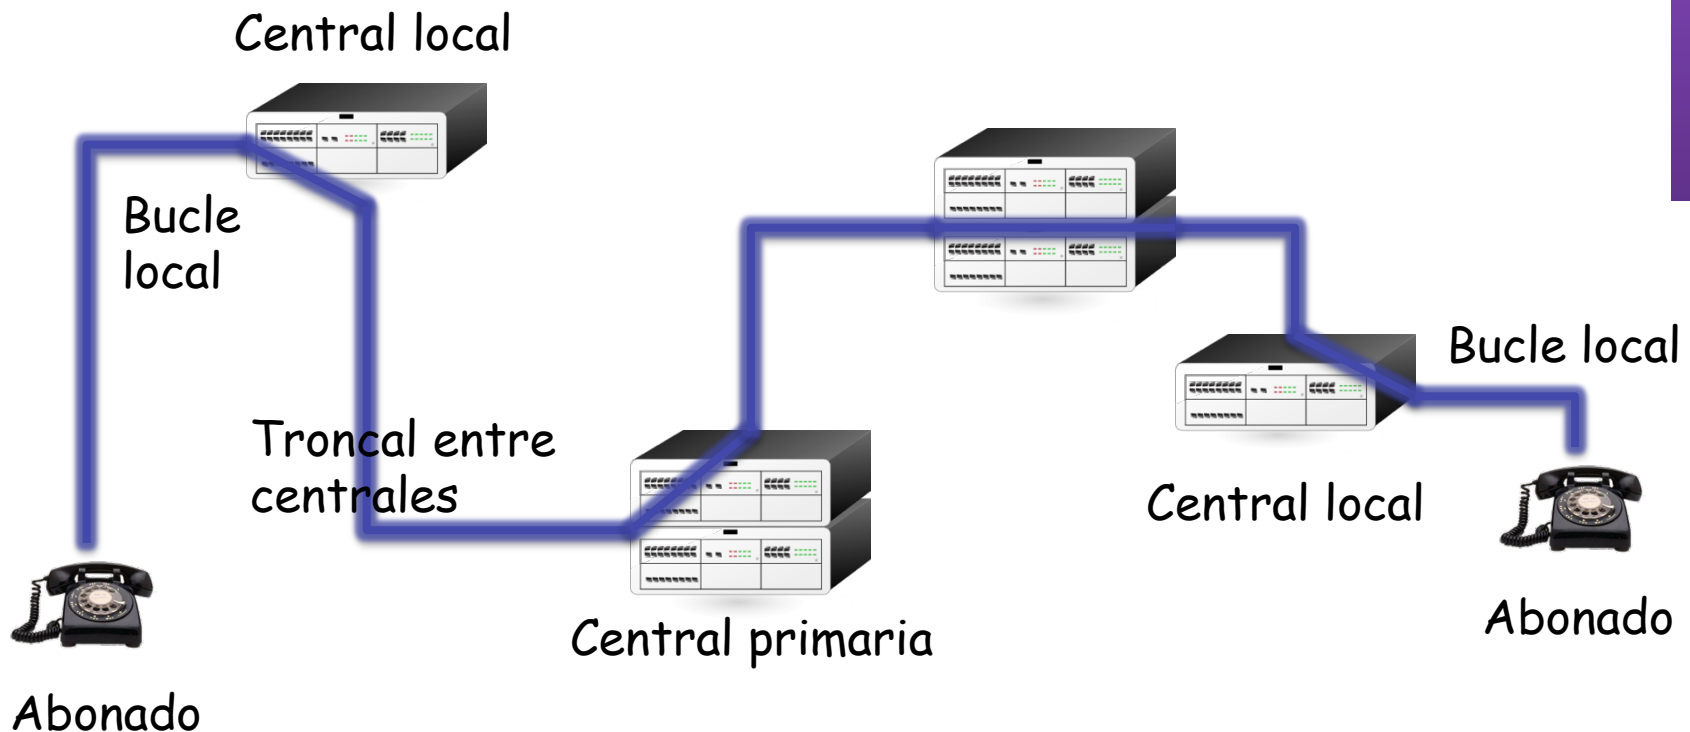 Central local
Bucle
local
Troncal entre
centrales
Central primaria
Abonado
Bucle local
Central local
Abonado